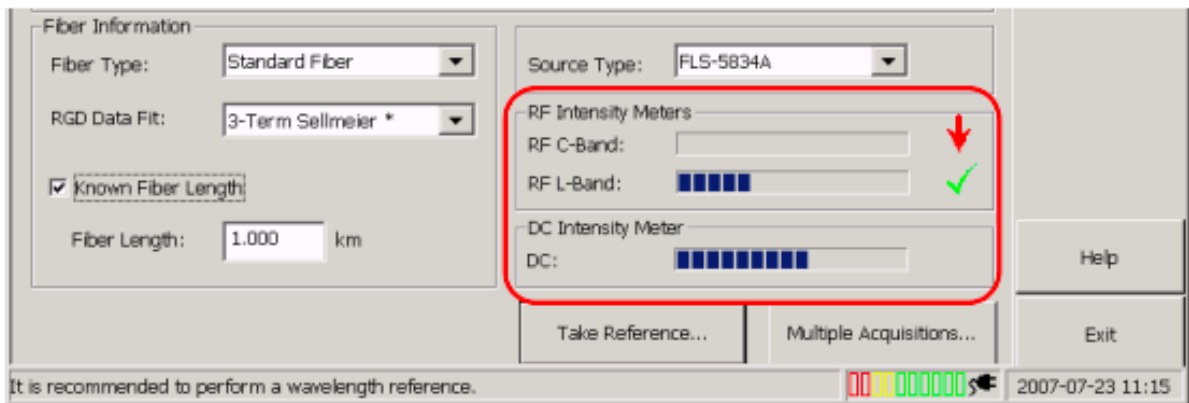 Fiber Information
Fiber Type: Standard Fiber
Source Type: FLS-5834A
RGD Data Fit: 3-Term Sellmeier *
RF Intensity Meters
RF C-Band:
RF L-Band:
Known Fiber Length
Fiber Length: 1.000 km
DC Intensity Meter
DC:
Help
Take Reference...
Multiple Acquisitions...
Exit
It is recommended to perform a wavelength reference.
2007-07-23 11:15